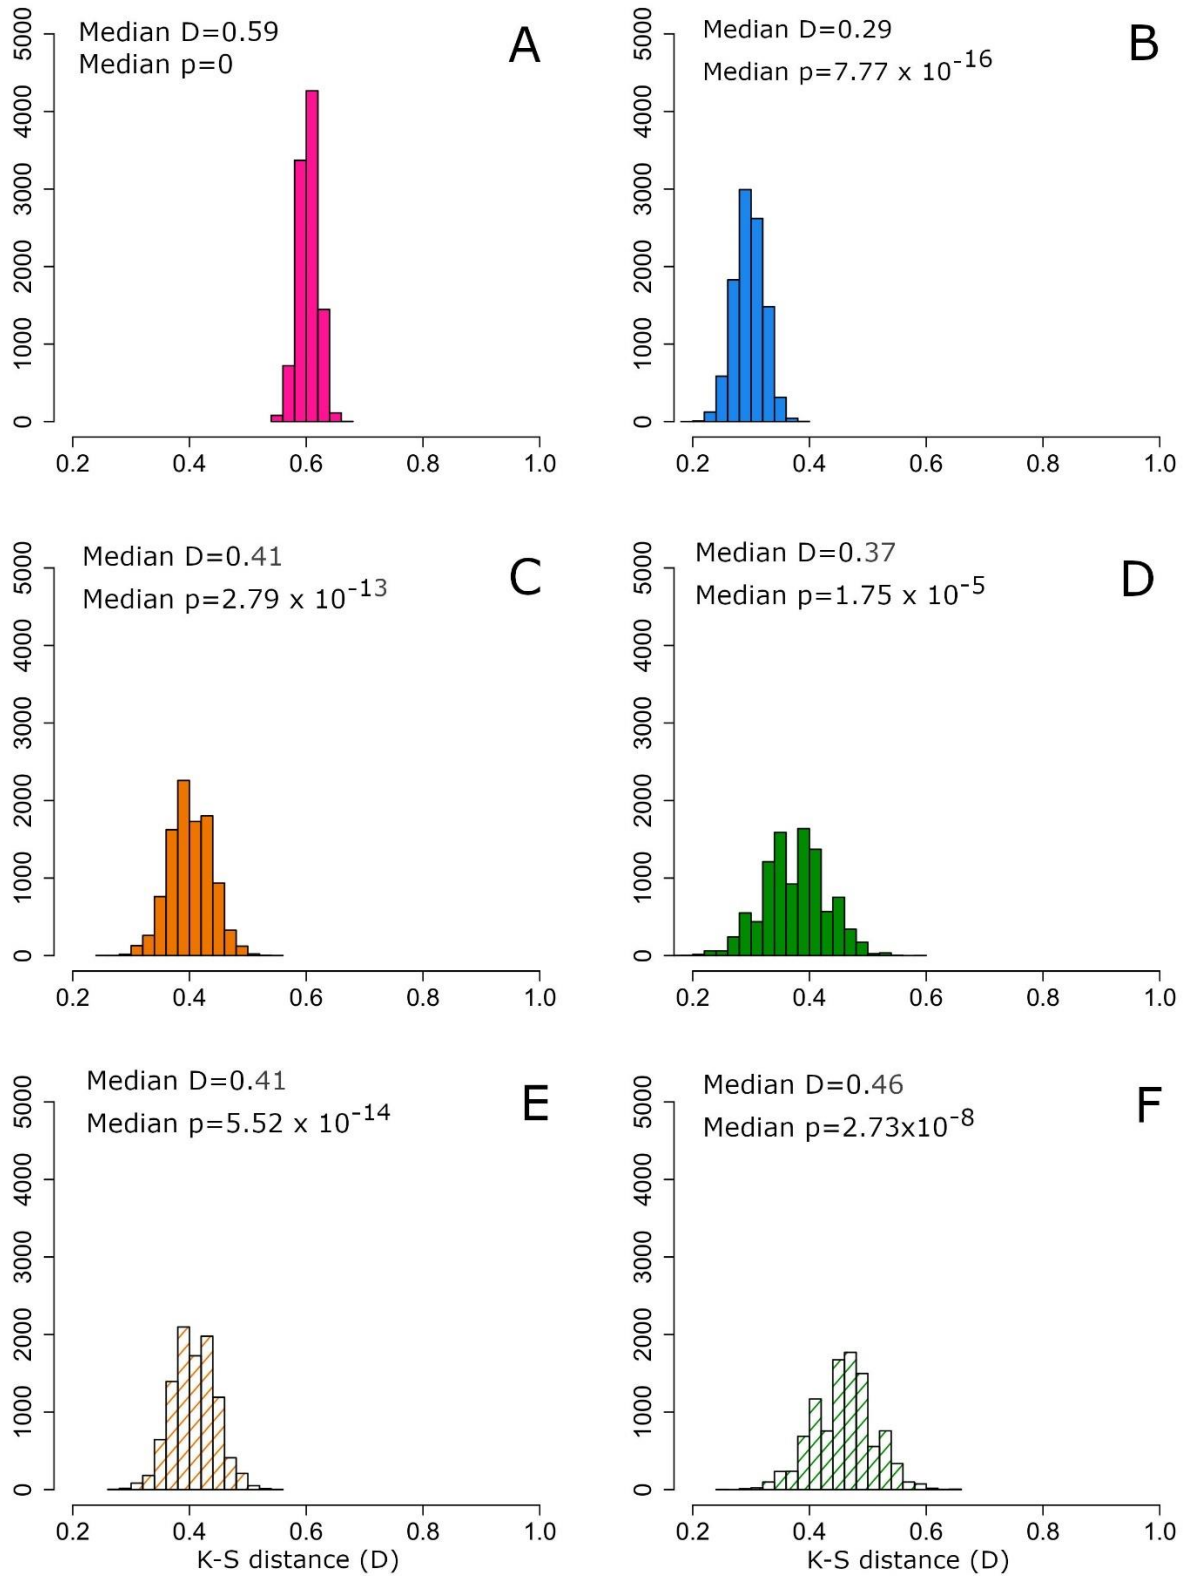 Median D=0.59
Median p=0
A
5000
4000
3000
2000
1000
0
0.2 0.4 0.6 0.8 1.0
Median D=0.29
Median p=7.77 x 10-16
B
5000
4000
3000
2000
1000
0
0.2 0.4 0.6 0.8 1.0
Median D=0.41
Median p=2.79 x 10-13
C
5000
4000
3000
2000
1000
0
0.2 0.4 0.6 0.8 1.0
Median D=0.37
Median p=1.75 x 10-5
D
5000
4000
3000
2000
1000
0
0.2 0.4 0.6 0.8 1.0
Median D=0.41
Median p=5.52 x 10-14
E
5000
4000
3000
2000
1000
0
0.2 0.4 0.6 0.8 1.0
K-S distance (D)
Median D=0.46
Median p=2.73x10-8
F
5000
4000
3000
2000
1000
0
0.2 0.4 0.6 0.8 1.0
K-S distance (D)